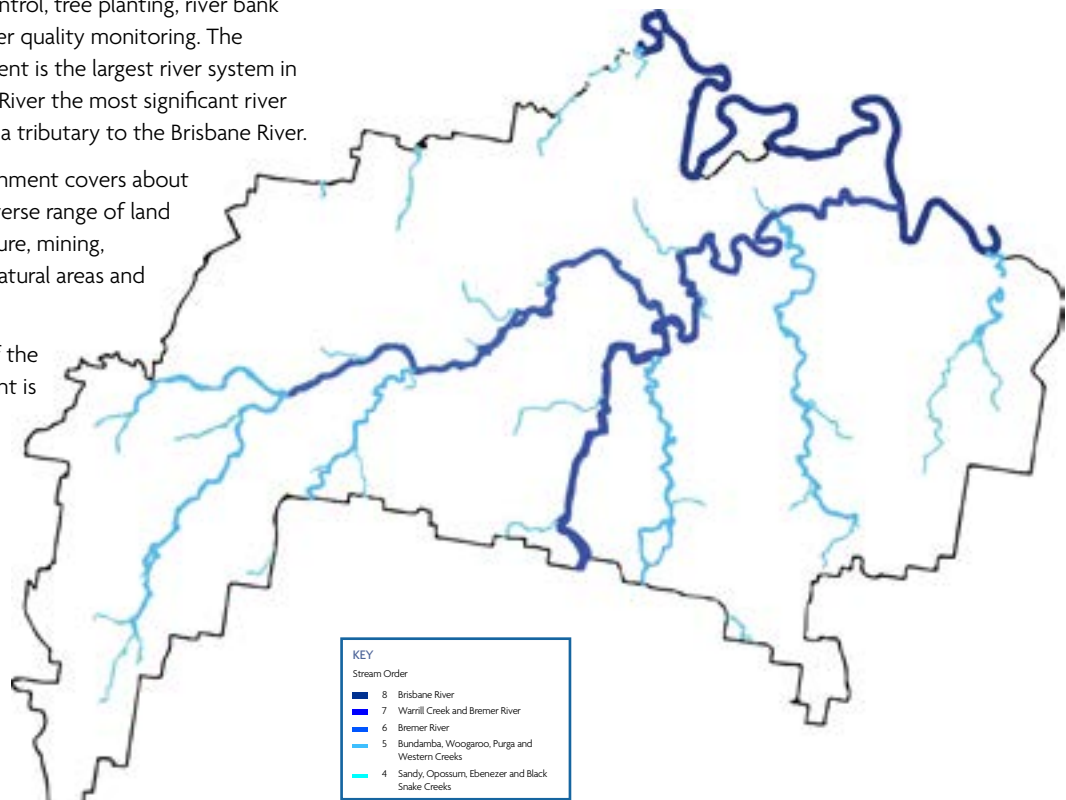 ontrol, tree planting, river bank
er quality monitoring. The
ent is the largest river system in
River the most significant river
a tributary to the Brisbane River.
nment covers about
verse range of land
ure, mining,
atural areas and
f the
nt is
KEY
Stream Order
8 Brisbane River
7 Warrill Creek and Bremer River
6 Bremer River
5 Bundamba, Woogaroo, Purga and
Western Creeks
4 Sandy, Opossum, Ebenezer and Black
Snake Creeks